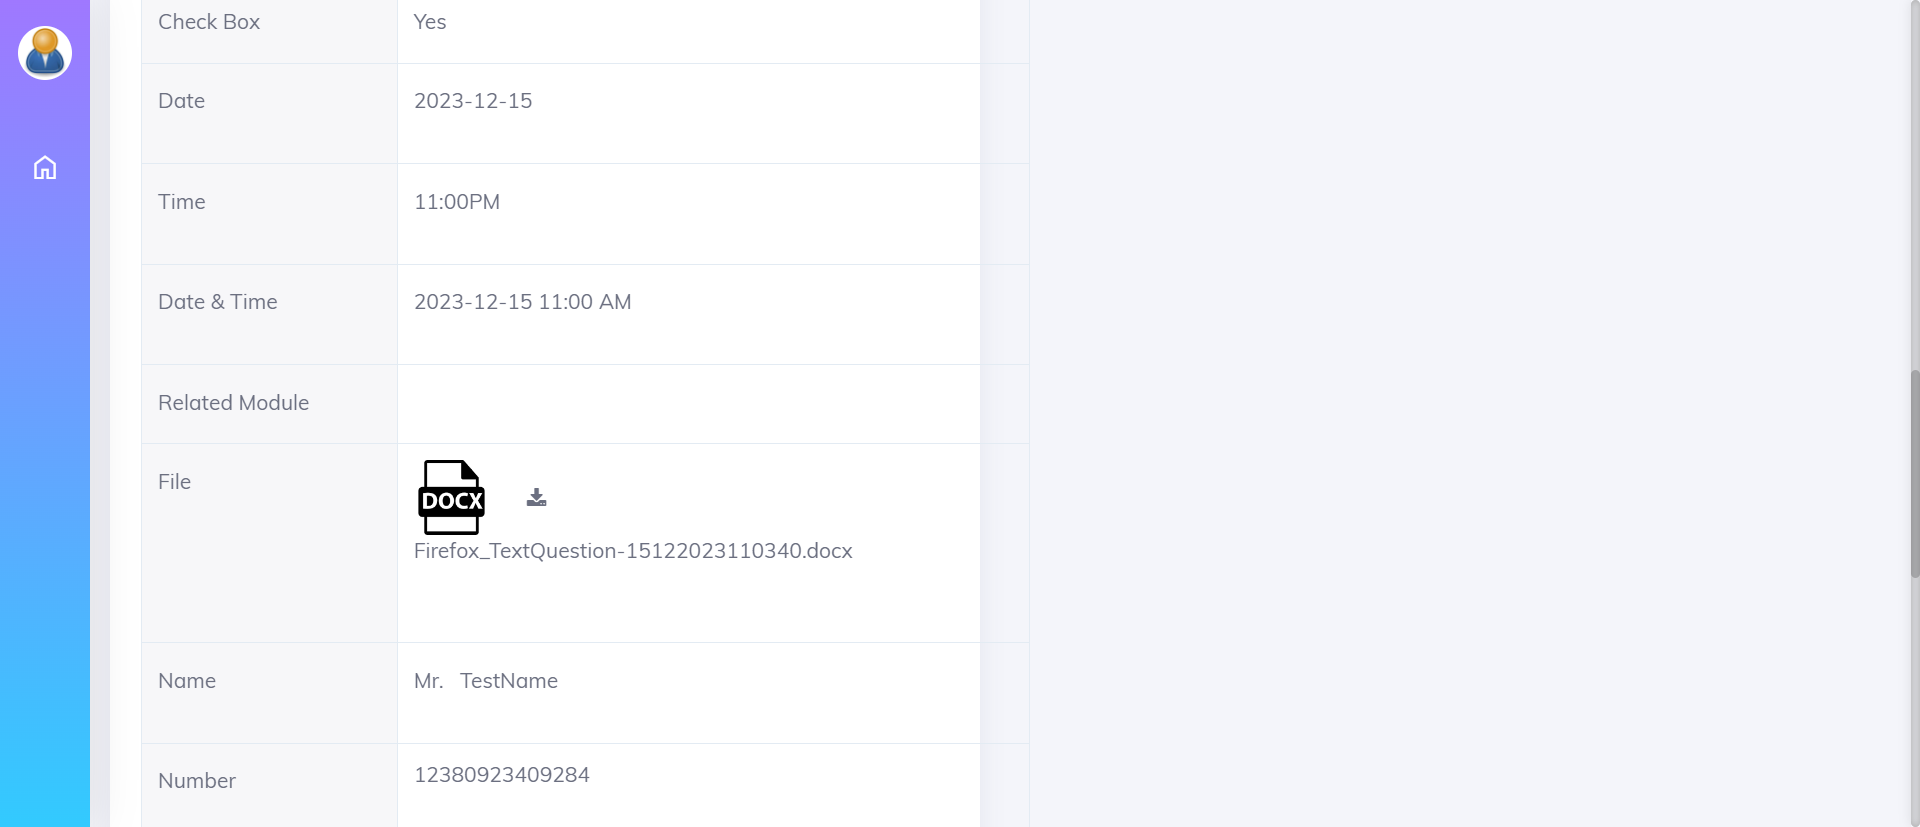 Check Box Yes
Date 2023-12-15
Time 11:00PM
Date & Time 2023-12-15 11:00 AM
Related Module
File
DOCX
Firefox_TextQuestion-15122023110340.docx
Name Mr. TestName
Number 12380923409284